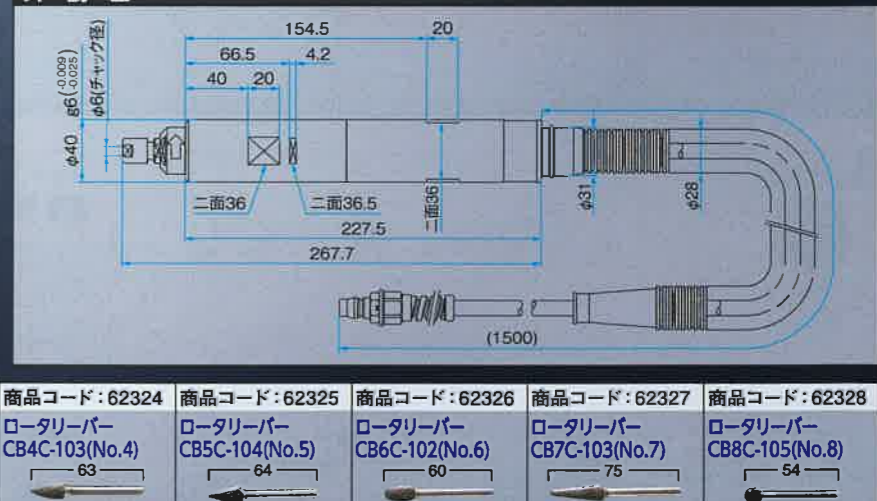 154.5
20
66.5
4.2
40
20
φ40 g6(-0.009 -0.025)
φ6(チャック径)
二面36
二面36.5
二面36
φ31
φ28
227.5
267.7
(1500)
商品コード:62324
ロータリーバー
CB4C-103(No.4)
63
商品コード:62325
ロータリーバー
CB5C-104(No.5)
64
商品コード:62326
ロータリーバー
CB6C-102(No.6)
60
商品コード:62327
ロータリーバー
CB7C-103(No.7)
75
商品コード:62328
ロータリーバー
CB8C-105(No.8)
54